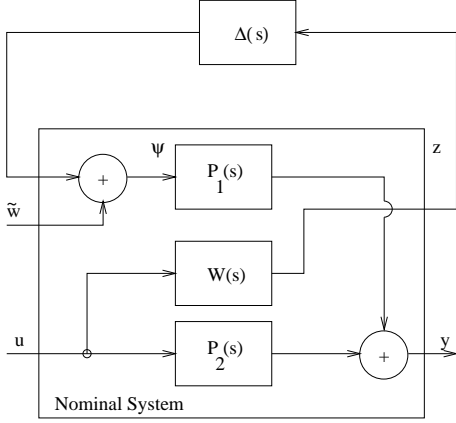 Δ(s)
ψ
z
P1(s)
+
w̃
W(s)
u
P2(s)
y
+
Nominal System